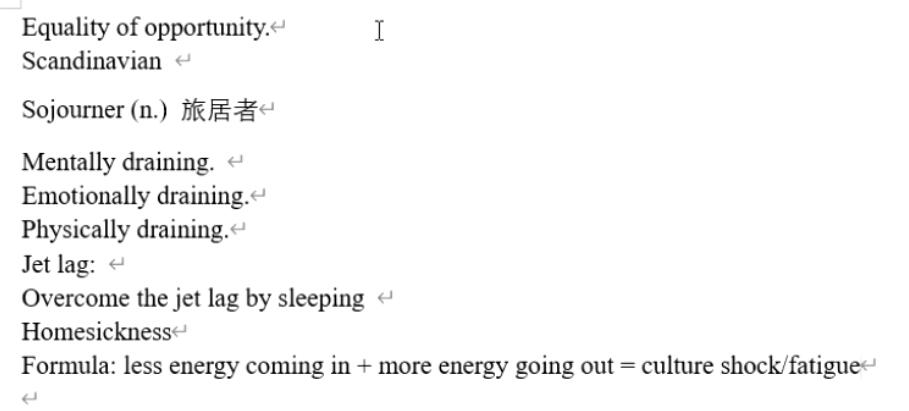 Equality of opportunity.
Scandinavian
Sojourner (n.) 旅居者
Mentally draining.
Emotionally draining.
Physically draining.
Jet lag:
Overcome the jet lag by sleeping
Homesickness
Formula: less energy coming in + more energy going out = culture shock/fatigue